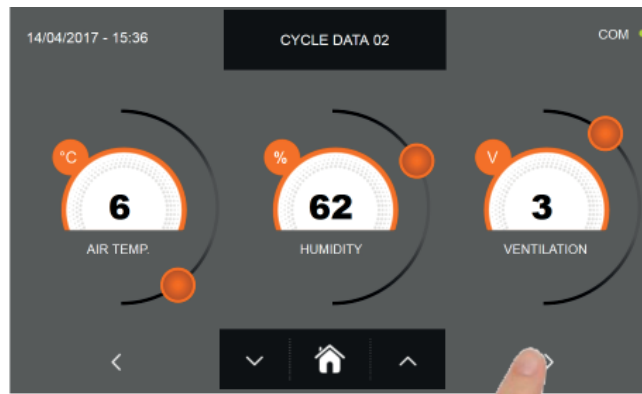 14/04/2017 - 15:36
CYCLE DATA 02
COM
°C
6
AIR TEMP.
%
62
HUMIDITY
V
3
VENTILATION